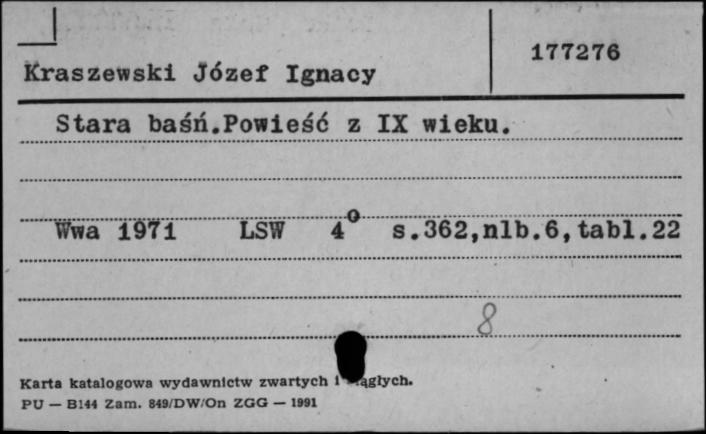 177276
Kraszewski Józef Ignacy
Stara baśń.Powieść z IX wieku.
Wwa 1971 LSW 4° s.362,nlb.6,tabl.22
8
Karta katalogowa wydawnictw zwartych i
PU — B144 Zam. 849/DW/On ZGG — 1991